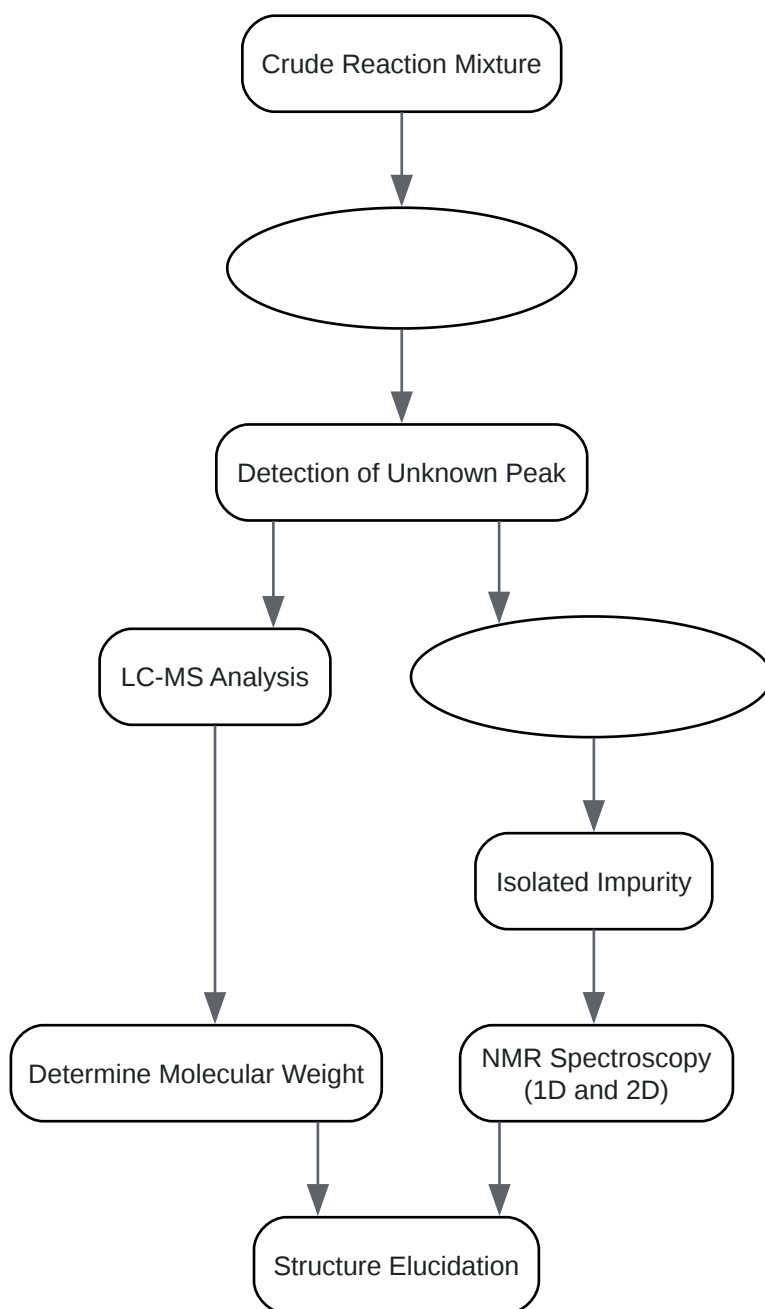 Crude Reaction Mixture
Detection of Unknown Peak
LC-MS Analysis
Isolated Impurity
Determine Molecular Weight
NMR Spectroscopy
(1D and 2D)
Structure Elucidation